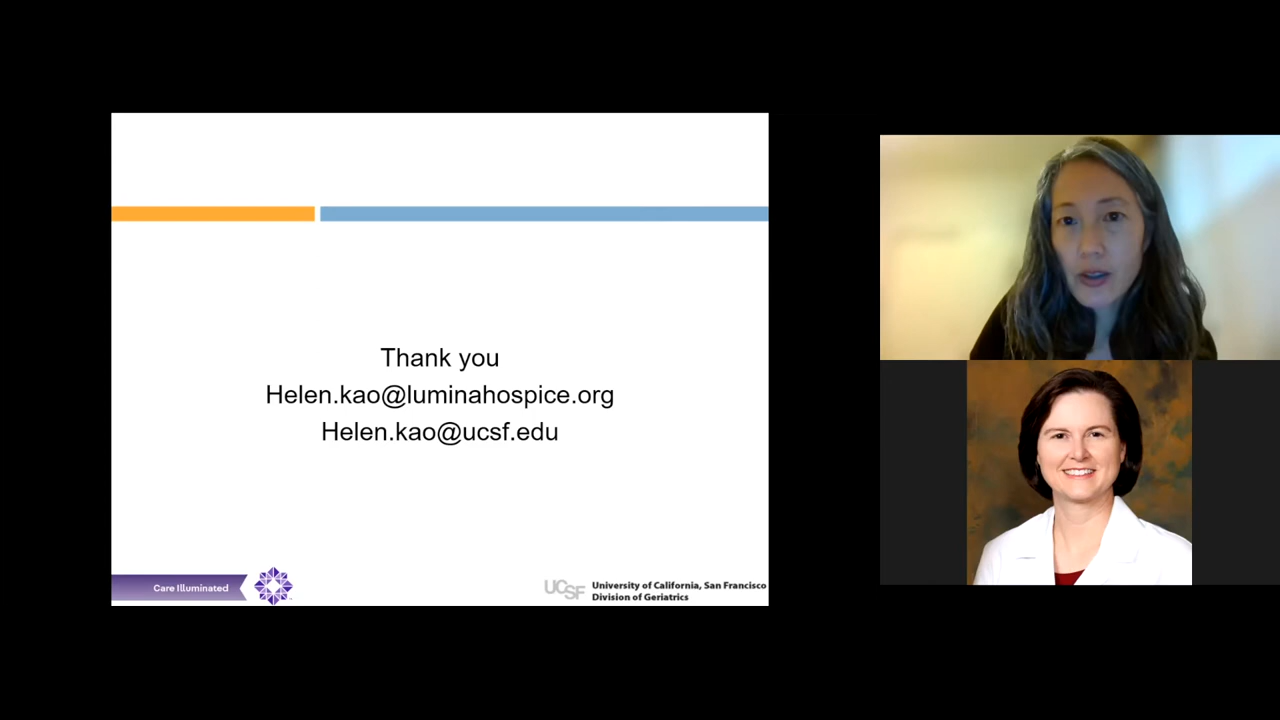 Thank you
Helen.kao@luminahospice.org
Helen.kao@ucsf.edu
Care Illuminated
UCSF
University of California, San Francisco
Division of Geriatrics